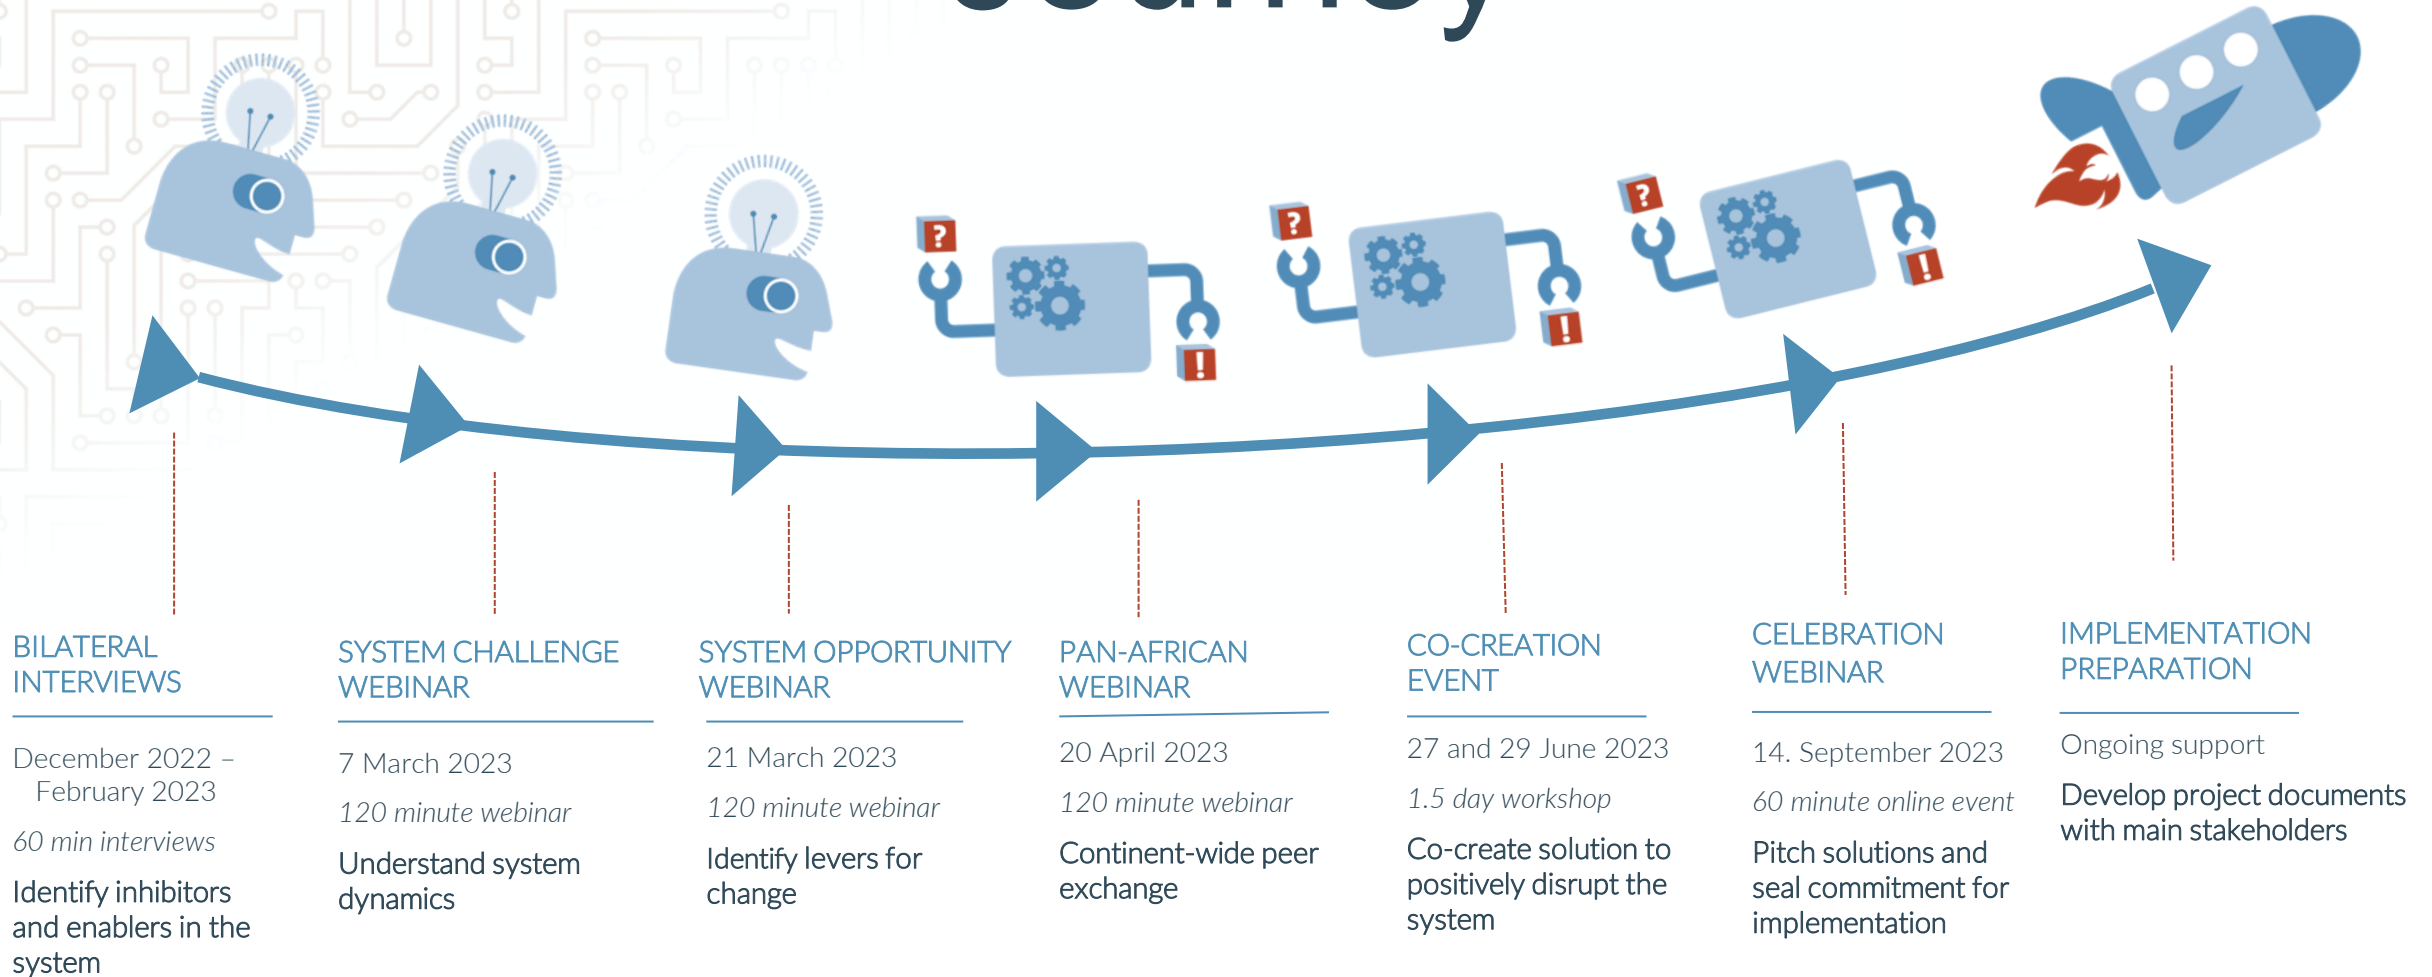 Journey
?
!
?
!
?
!
BILATERAL
INTERVIEWS
December 2022 –
February 2023
60 min interviews
Identify inhibitors
and enablers in the
system
SYSTEM CHALLENGE
WEBINAR
7 March 2023
120 minute webinar
Understand system
dynamics
SYSTEM OPPORTUNITY
WEBINAR
21 March 2023
120 minute webinar
Identify levers for
change
PAN-AFRICAN
WEBINAR
20 April 2023
120 minute webinar
Continent-wide peer
exchange
CO-CREATION
EVENT
27 and 29 June 2023
1.5 day workshop
Co-create solution to
positively disrupt the
system
CELEBRATION
WEBINAR
14. September 2023
60 minute online event
Pitch solutions and
seal commitment for
implementation
IMPLEMENTATION
PREPARATION
Ongoing support
Develop project documents
with main stakeholders